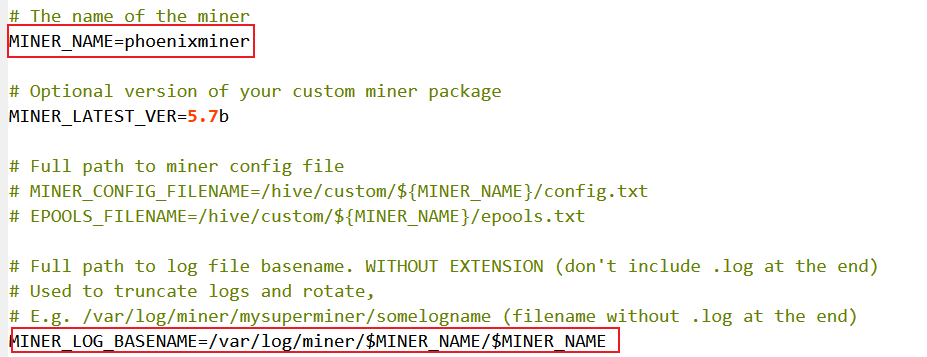 # The name of the miner
MINER_NAME=phoenixminer
# Optional version of your custom miner package
MINER_LATEST_VER=5.7b
# Full path to miner config file
# MINER_CONFIG_FILENAME=/hive/custom/${MINER_NAME}/config.txt
# EPOOLS_FILENAME=/hive/custom/${MINER_NAME}/epools.txt
# Full path to log file basename. WITHOUT EXTENSION (don't include .log at the end)
# Used to truncate logs and rotate,
# E.g. /var/log/miner/mysuperminer/somelogname (filename without .log at the end)
MINER_LOG_BASENAME=/var/log/miner/$MINER_NAME/$MINER_NAME